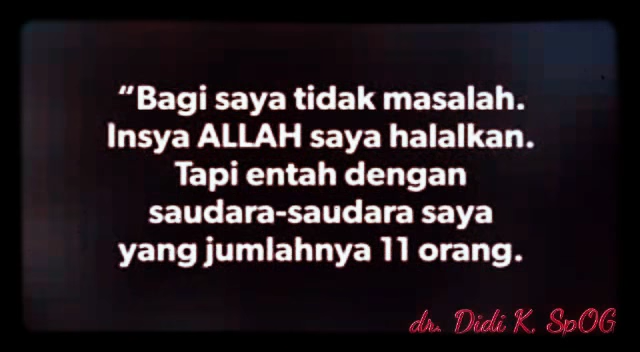 “Bagi saya tidak masalah.
Insya ALLAH saya halalkan.
Tapi entah dengan
saudara-saudara saya
yang jumlahnya 11 orang.
dr. Didi K. SpOG